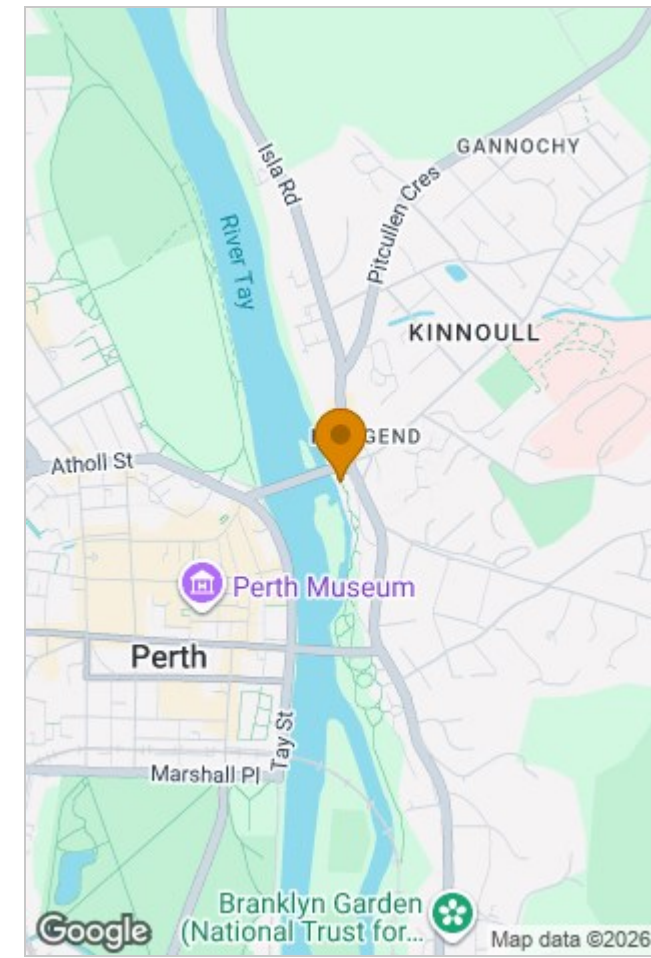 GANNOCHY
Isla Rd
Pitcullen Cres
River Tay
KINNOULL
GEND
Atholl St
Perth Museum
Perth
Tay St
Marshall Pl
Branklyn Garden
(National Trust for...
Google
Map data ©2026